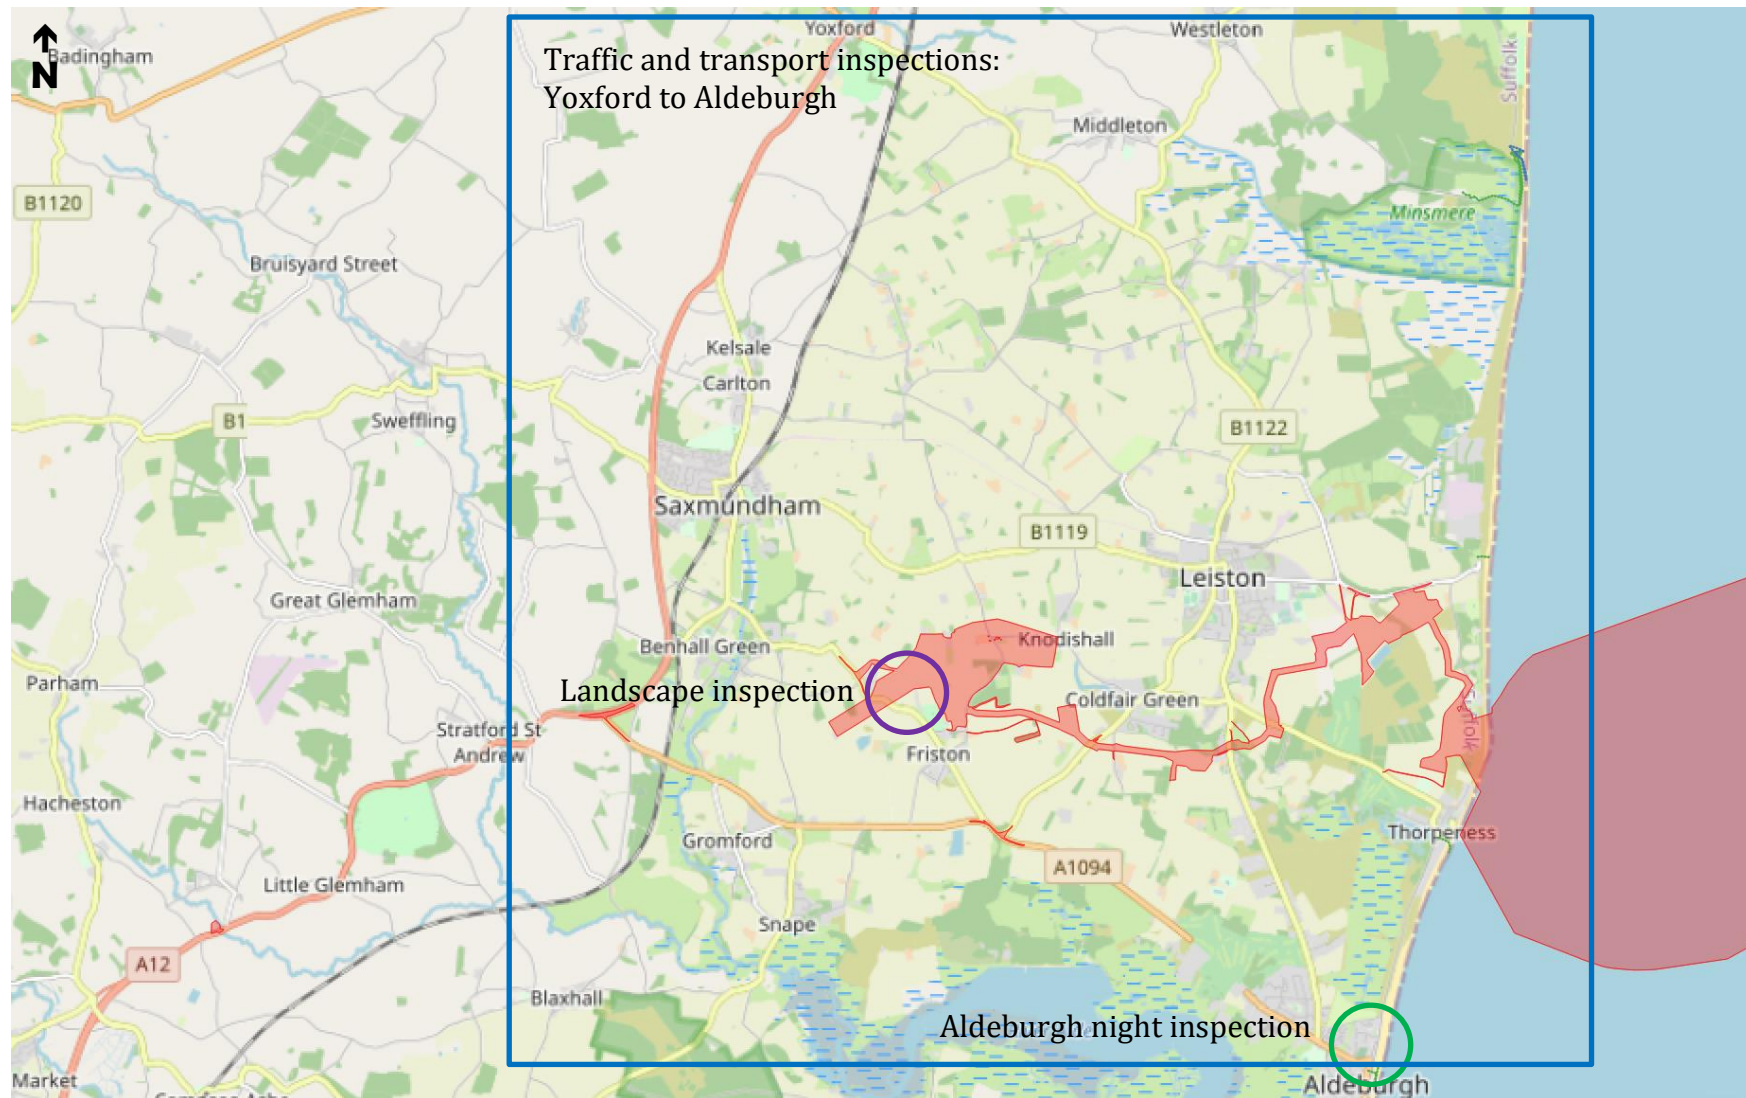 Yoxford
Westleton
N
Badingham
Traffic and transport inspections:
Yoxford to Aldeburgh
Suffolk
Middleton
B1120
Minsmere
Bruisyard Street
Kelsale
Carlton
B1
Sweffling
B1122
Saxmundham
B1119
Leiston
Great Glemham
Knodishall
Benhall Green
Parham
Landscape inspection
Coldfair Green
Suffolk
Stratford St
Andrew
Friston
Hacheston
Gromford
Thorpeness
A1094
Little Glemham
Snape
A12
Blaxhall
Aldeburgh night inspection
Market
Aldeburgh